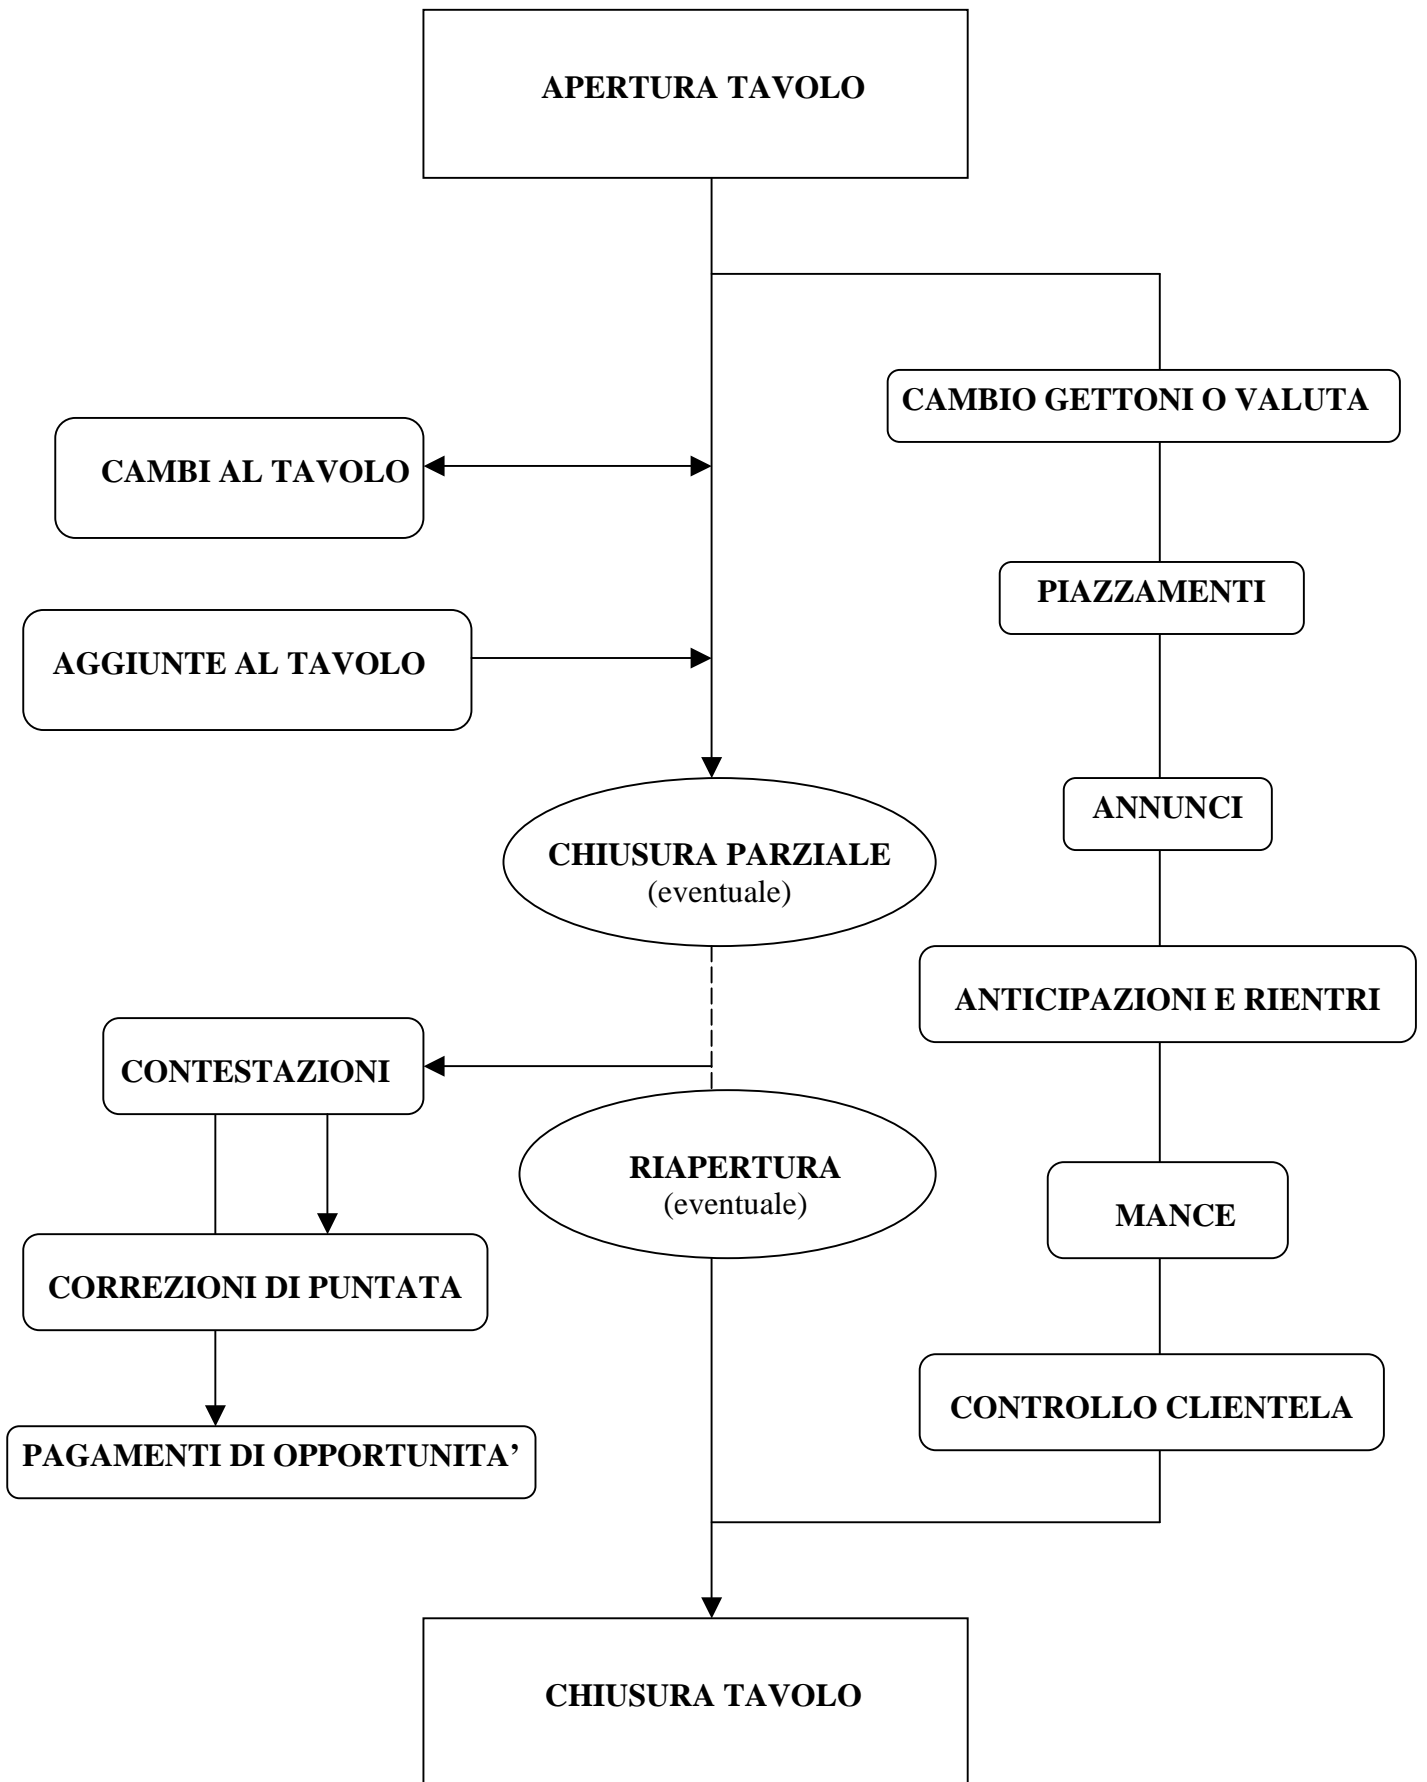 APERTURA TAVOLO
CAMBIO GETTONI O VALUTA
CAMBI AL TAVOLO
PIAZZAMENTI
AGGIUNTE AL TAVOLO
ANNUNCI
CHIUSURA PARZIALE
(eventuale)
ANTICIPAZIONI E RIENTRI
CONTESTAZIONI
RIAPERTURA
(eventuale)
MANCE
CORREZIONI DI PUNTATA
CONTROLLO CLIENTELA
PAGAMENTI DI OPPORTUNITA’
CHIUSURA TAVOLO